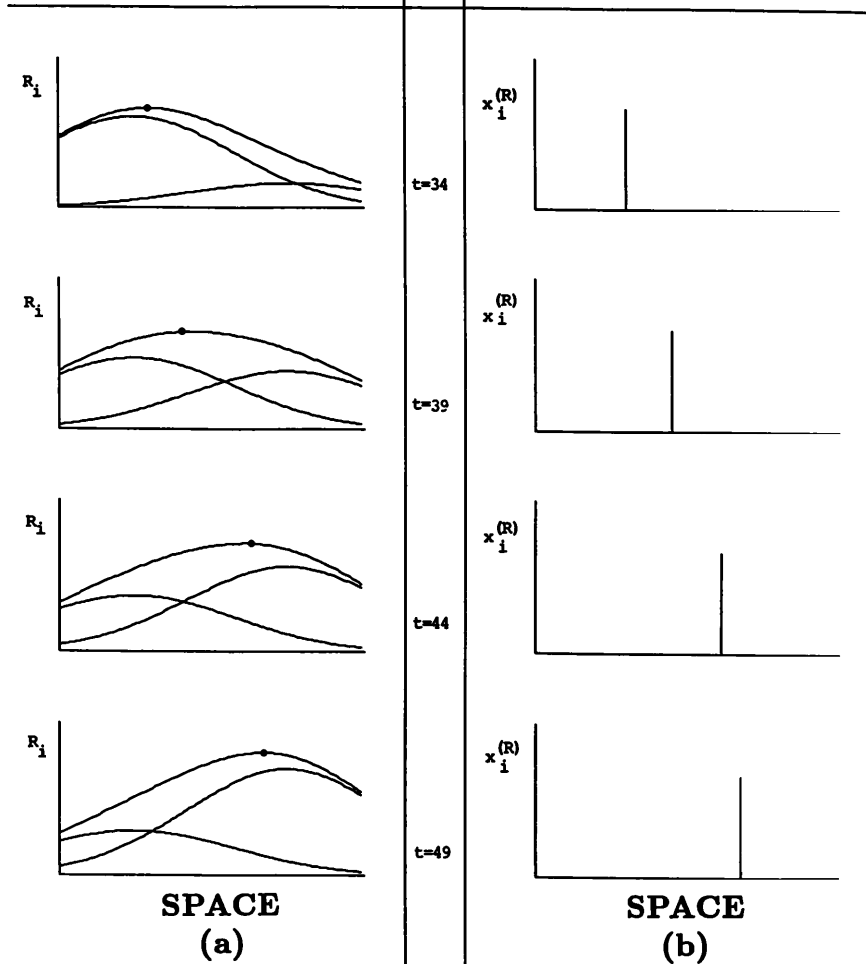 R_i
t=34
x_i^(R)
R_i
t=39
x_i^(R)
R_i
t=44
x_i^(R)
R_i
t=49
x_i^(R)
SPACE
(a)
SPACE
(b)